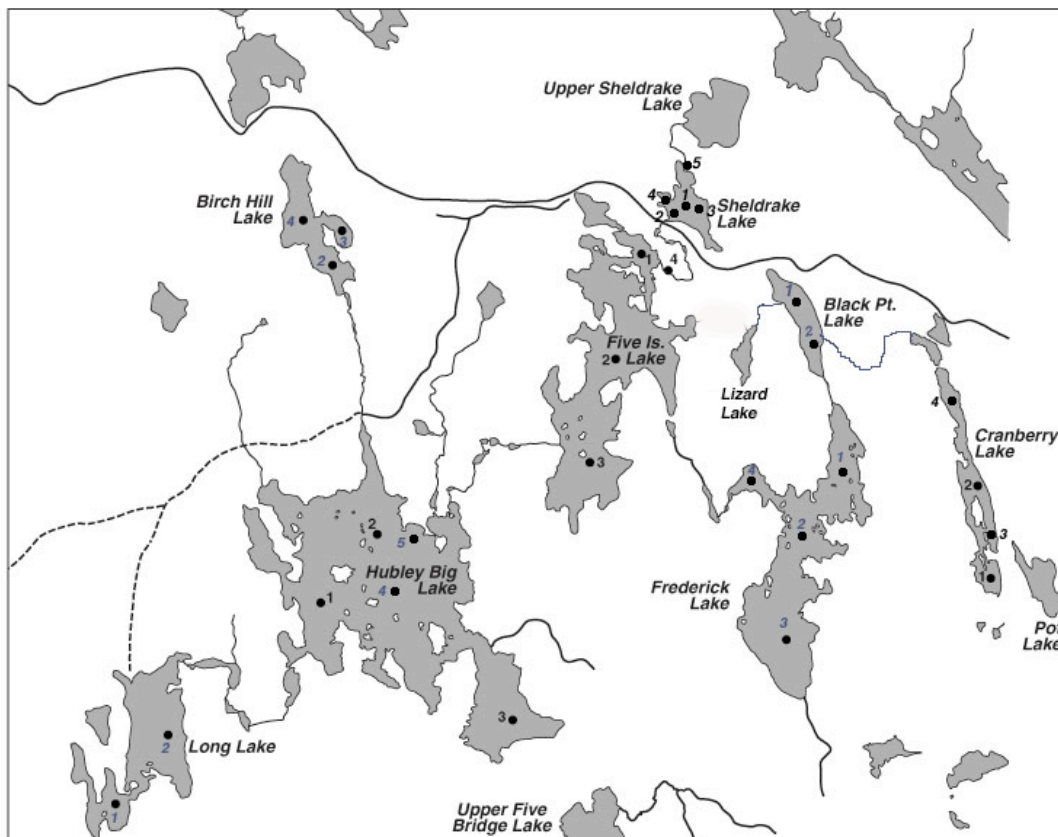 Upper Sheldrake
Lake
5
Birch Hill
Lake
4
3
2
4
1
2
3
Sheldrake
Lake
1
4
1
Black Pt.
Lake
2
Five Is.
Lake
2
Lizard
Lake
4
Cranberry
Lake
3
4
1
2
2
5
2
3
Hubley Big
Lake
4
1
Frederick
Lake
3
1
Pot
Lake
3
2
Long Lake
1
Upper Five
Bridge Lake